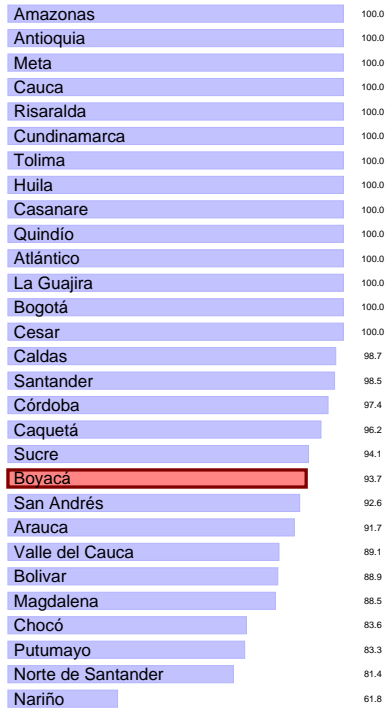 Amazonas 100.0
Antioquia 100.0
Meta 100.0
Cauca 100.0
Risaralda 100.0
Cundinamarca 100.0
Tolima 100.0
Huila 100.0
Casanare 100.0
Quindío 100.0
Atlántico 100.0
La Guajira 100.0
Bogotá 100.0
Cesar 100.0
Caldas 98.7
Santander 98.5
Córdoba 97.4
Caquetá 96.2
Sucre 94.1
Boyacá 93.7
San Andrés 92.6
Arauca 91.7
Valle del Cauca 89.1
Bolivar 88.9
Magdalena 88.5
Chocó 83.6
Putumayo 83.3
Norte de Santander 81.4
Nariño 61.8